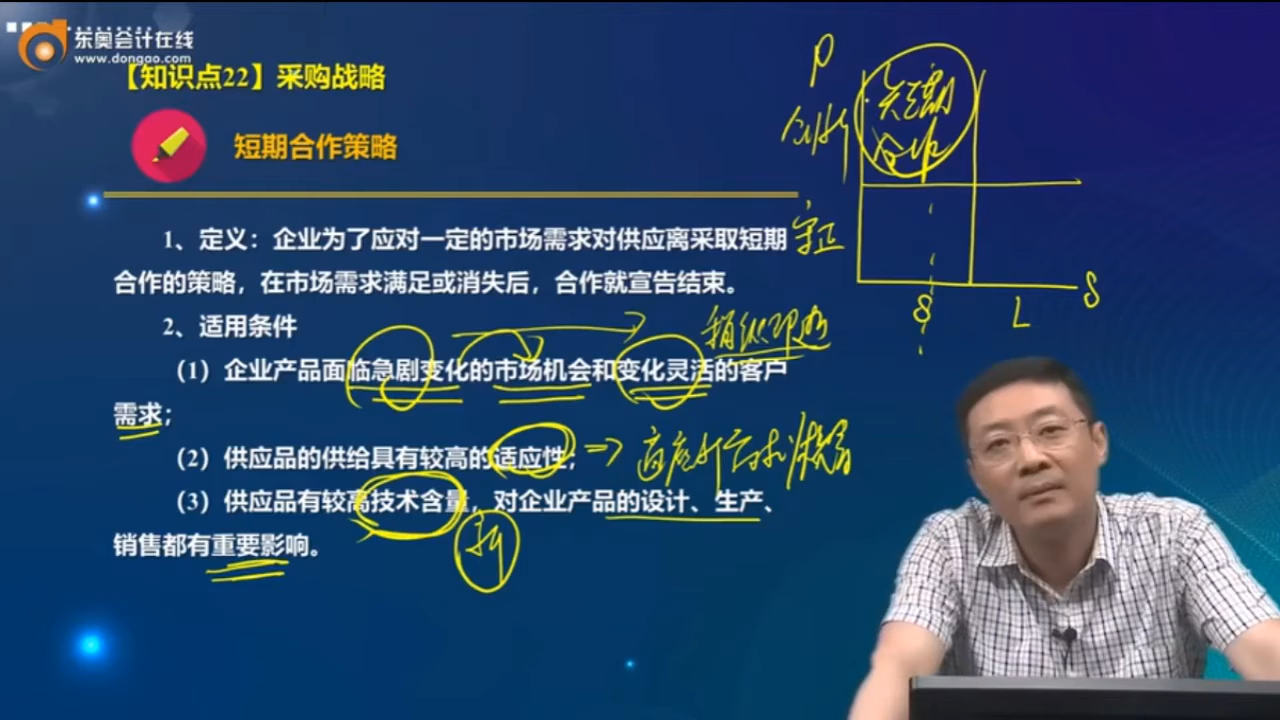 东奥会计在线
www.dongao.com
【知识点22】采购战略
短期合作策略
1、定义：企业为了应对一定的市场需求对供应离采取短期
合作的策略，在市场需求满足或消失后，合作就宣告结束。
2、适用条件
（1）企业产品面临急剧变化的市场机会和变化灵活的客户
需求；
（2）供应品的供给具有较高的适应性；
（3）供应品有较高技术含量，对企业产品的设计、生产、
销售都有重要影响。
P
创新
短期
合作
守正
S
L
S
新